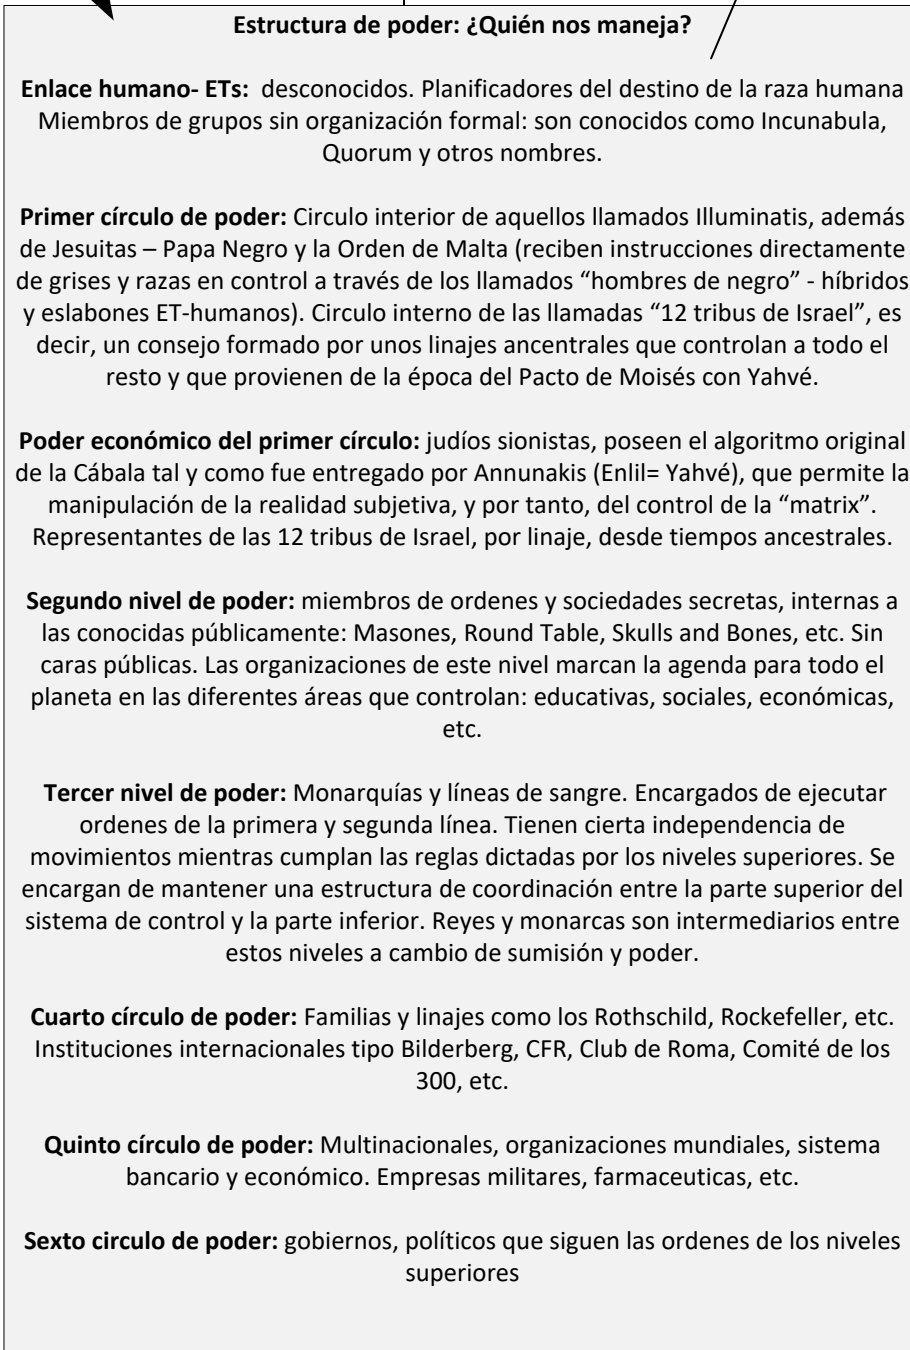 Estructura de poder: ¿Quién nos maneja?
Enlace humano- ETs: desconocidos. Planificadores del destino de la raza humana
Miembros de grupos sin organización formal: son conocidos como Incunabula,
Quorum y otros nombres.
Primer círculo de poder: Circulo interior de aquellos llamados Illuminatis, además
de Jesuitas – Papa Negro y la Orden de Malta (reciben instrucciones directamente
de grises y razas en control a través de los llamados “hombres de negro” - híbridos
y eslabones ET-humanos). Circulo interno de las llamadas “12 tribus de Israel”, es
decir, un consejo formado por unos linajes ancentrales que controlan a todo el
resto y que provienen de la época del Pacto de Moisés con Yahvé.
Poder económico del primer círculo: judíos sionistas, poseen el algoritmo original
de la Cábala tal y como fue entregado por Annunakis (Enlil= Yahvé), que permite la
manipulación de la realidad subjetiva, y por tanto, del control de la “matrix”.
Representantes de las 12 tribus de Israel, por linaje, desde tiempos ancestrales.
Segundo nivel de poder: miembros de ordenes y sociedades secretas, internas a
las conocidas públicamente: Masones, Round Table, Skulls and Bones, etc. Sin
caras públicas. Las organizaciones de este nivel marcan la agenda para todo el
planeta en las diferentes áreas que controlan: educativas, sociales, económicas,
etc.
Tercer nivel de poder: Monarquías y líneas de sangre. Encargados de ejecutar
ordenes de la primera y segunda línea. Tienen cierta independencia de
movimientos mientras cumplan las reglas dictadas por los niveles superiores. Se
encargan de mantener una estructura de coordinación entre la parte superior del
sistema de control y la parte inferior. Reyes y monarcas son intermediarios entre
estos niveles a cambio de sumisión y poder.
Cuarto círculo de poder: Familias y linajes como los Rothschild, Rockefeller, etc.
Instituciones internacionales tipo Bilderberg, CFR, Club de Roma, Comité de los
300, etc.
Quinto círculo de poder: Multinacionales, organizaciones mundiales, sistema
bancario y económico. Empresas militares, farmaceuticas, etc.
Sexto circulo de poder: gobiernos, políticos que siguen las ordenes de los niveles
superiores